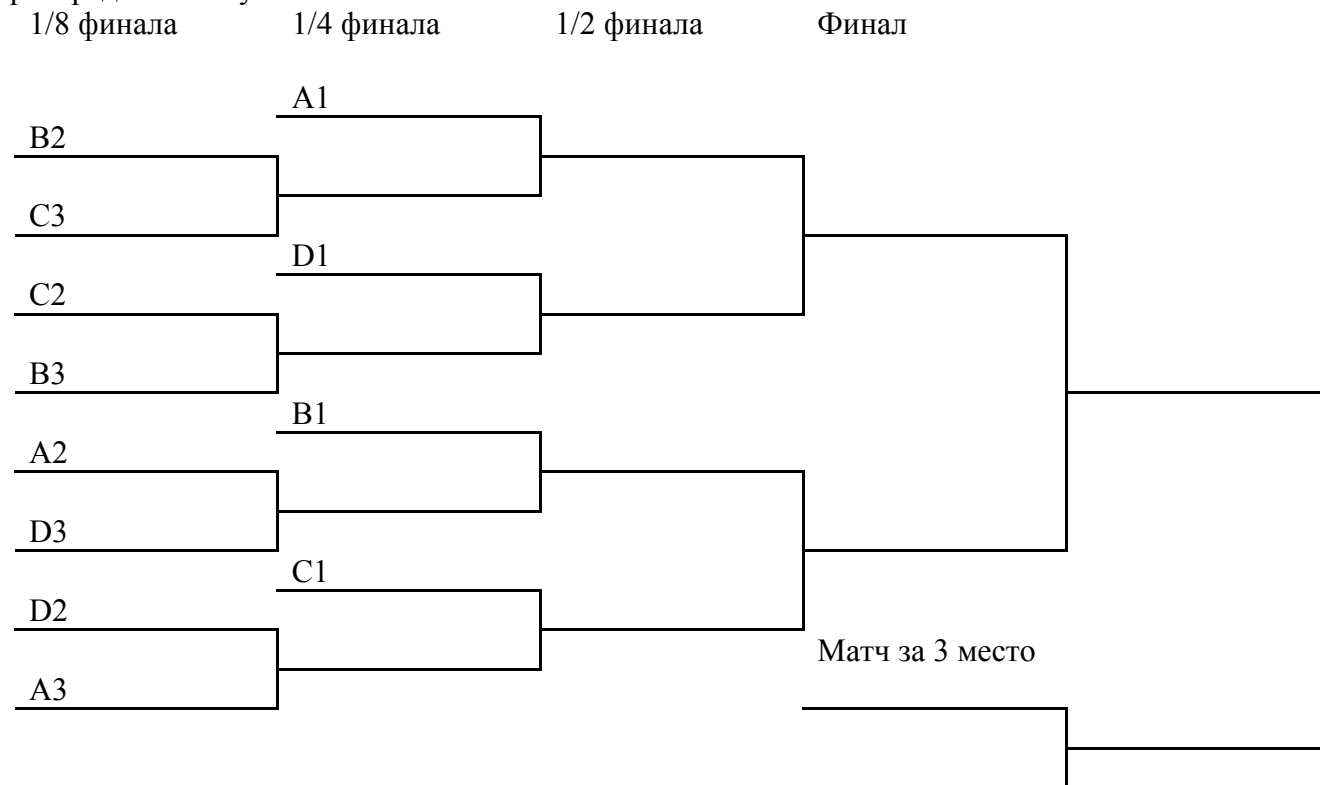 1/8 финала 1/4 финала 1/2 финала Финал
A1
B2
C3
D1
C2
B3
B1
A2
D3
C1
D2
Матч за 3 место
A3